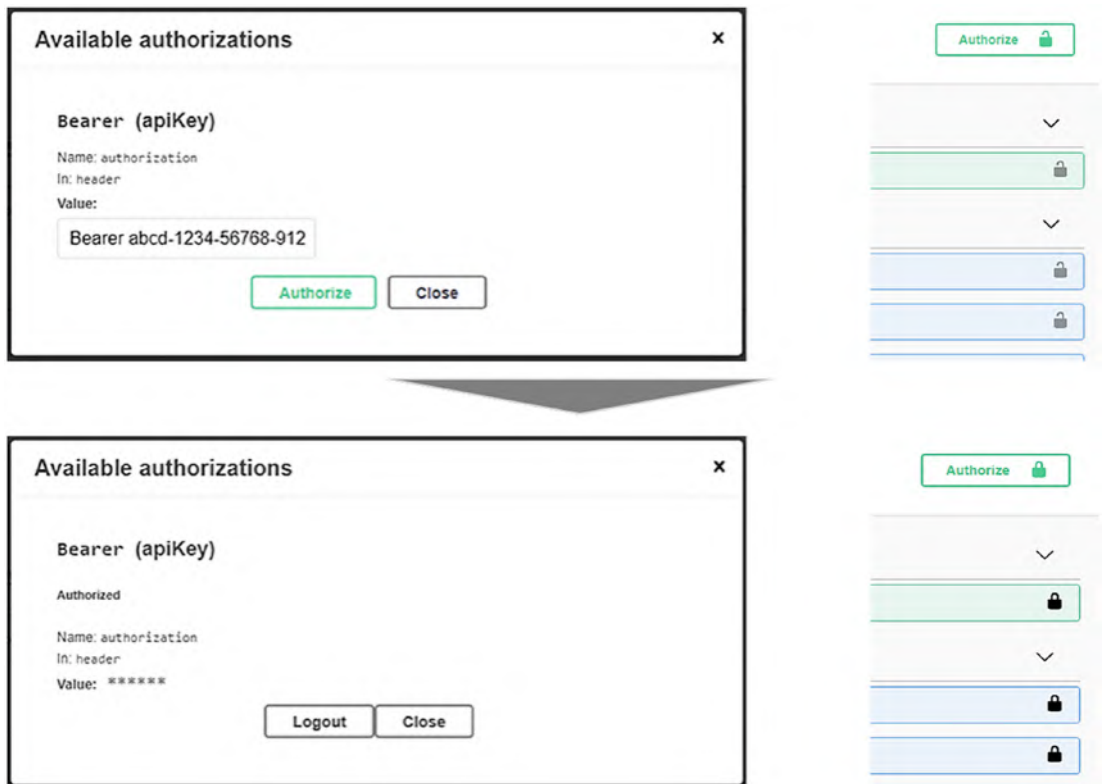 Available authorizations
×
Authorize
Bearer (apiKey)
Name: authorization
In: header
Value:
Bearer abcd-1234-56768-912
Authorize
Close
Available authorizations
×
Authorize
Bearer (apiKey)
Authorized
Name: authorization
In: header
Value: ******
Logout
Close